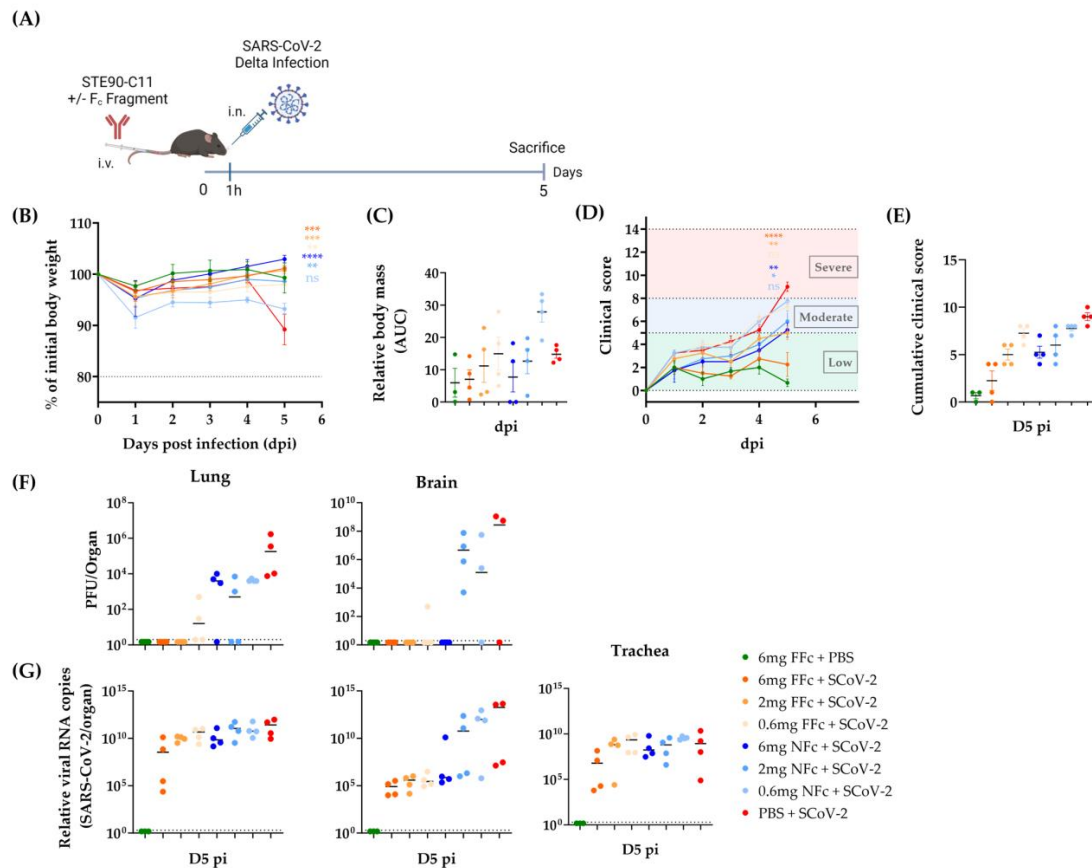 (A)
SARS-CoV-2
Delta Infection
STE90-C11
+/- Fc Fragment
i.n.
i.v.
Sacrifice
0 1h 5 Days
(B)
% of initial body weight
110
100
90
80
0 1 2 3 4 5 6
Days post infection (dpi)
***
***
****
**
ns
(C)
Relative body mass
(AUC)
40
30
20
10
0
dpi
(D)
Clinical score
14
12
10
8
6
4
2
0
0 2 4 6
dpi
****
**
**
*
ns
Severe
Moderate
Low
(E)
Cumulative clinical score
15
10
5
0
D5 pi
(F)
Lung
PFU/Organ
10^8
10^6
10^4
10^2
10^0
Brain
10^10
10^8
10^6
10^4
10^2
10^0
(G)
Relative viral RNA copies
(SARS-CoV-2/organ)
10^15
10^10
10^5
10^0
D5 pi
10^15
10^10
10^5
10^0
D5 pi
Trachea
10^15
10^10
10^5
10^0
D5 pi
6mg FFc + PBS
6mg FFc + SCoV-2
2mg FFc + SCoV-2
0.6mg FFc + SCoV-2
6mg NFc + SCoV-2
2mg NFc + SCoV-2
0.6mg NFc + SCoV-2
PBS + SCoV-2